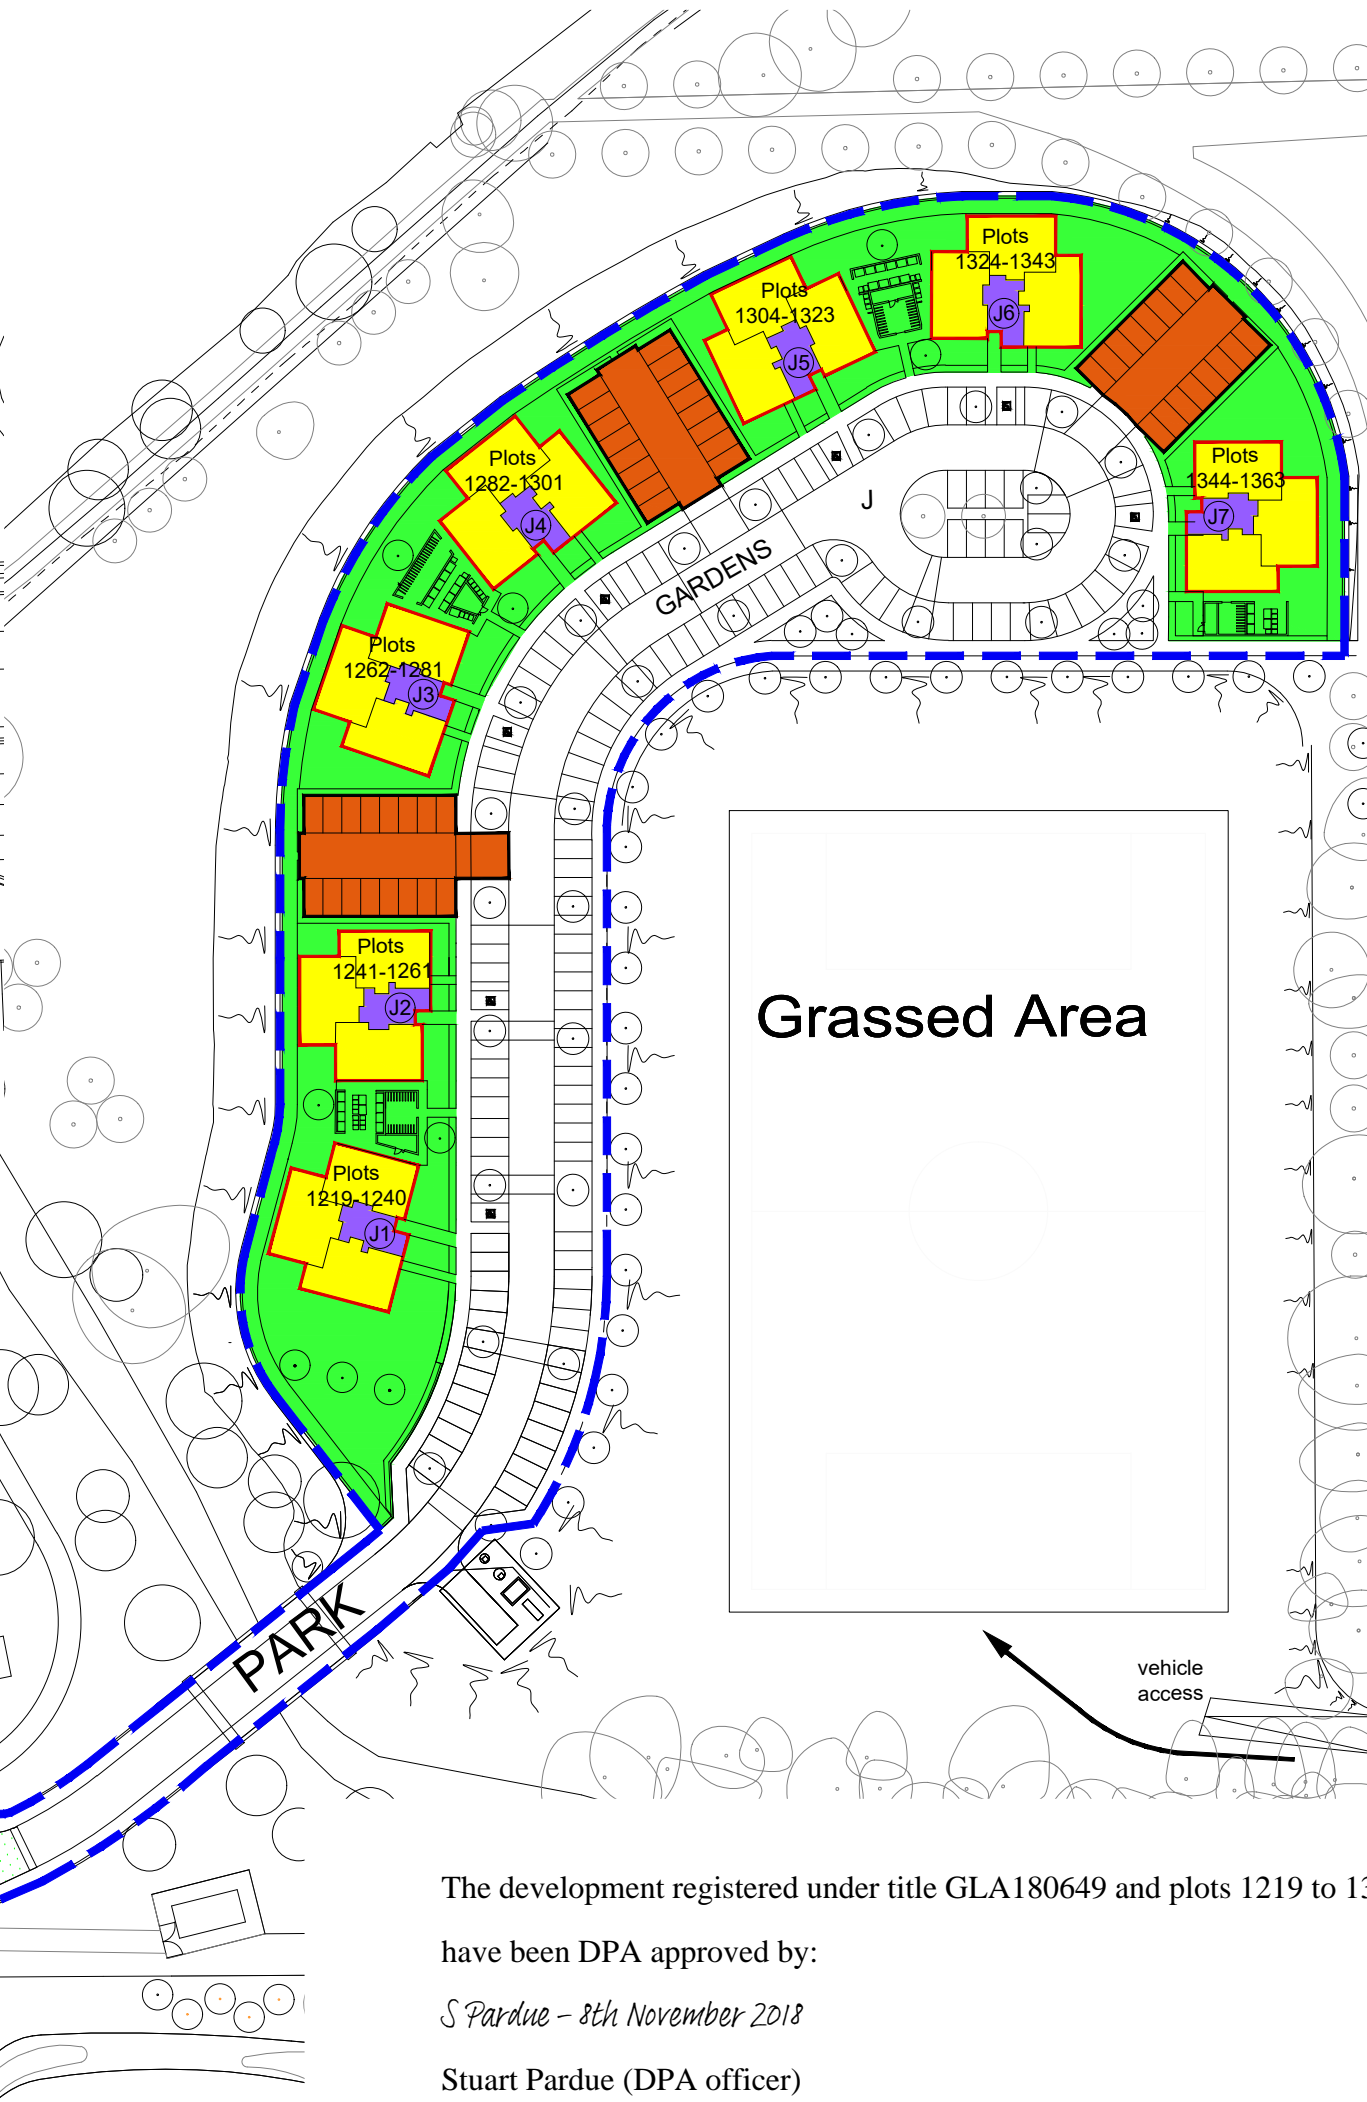 Plots
1324-1343
J6
Plots
1304-1323
J5
Plots
1282-1301
J4
Plots
1344-1363
J7
J
GARDENS
Plots
1262-1281
J3
Plots
1241-1261
J2
Grassed Area
Plots
1219-1240
J1
PARK
vehicle
access
The development registered under title GLA180649 and plots 1219 to 13
have been DPA approved by:
S Pardue – 8th November 2018
Stuart Pardue (DPA officer)